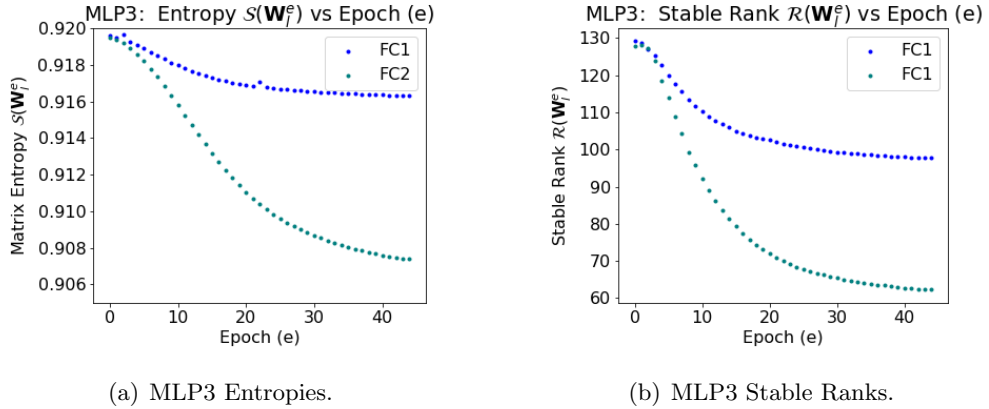 MLP3: Entropy 𝒮(W_l^e) vs Epoch (e)
Matrix Entropy 𝒮(W_l^e)
0.920
0.918
0.916
0.914
0.912
0.910
0.908
0.906
FC1
FC2
0 10 20 30 40
Epoch (e)
(a) MLP3 Entropies.
MLP3: Stable Rank ℛ(W_l^e) vs Epoch (e)
Stable Rank ℛ(W_l^e)
130
120
110
100
90
80
70
60
FC1
FC1
0 10 20 30 40
Epoch (e)
(b) MLP3 Stable Ranks.